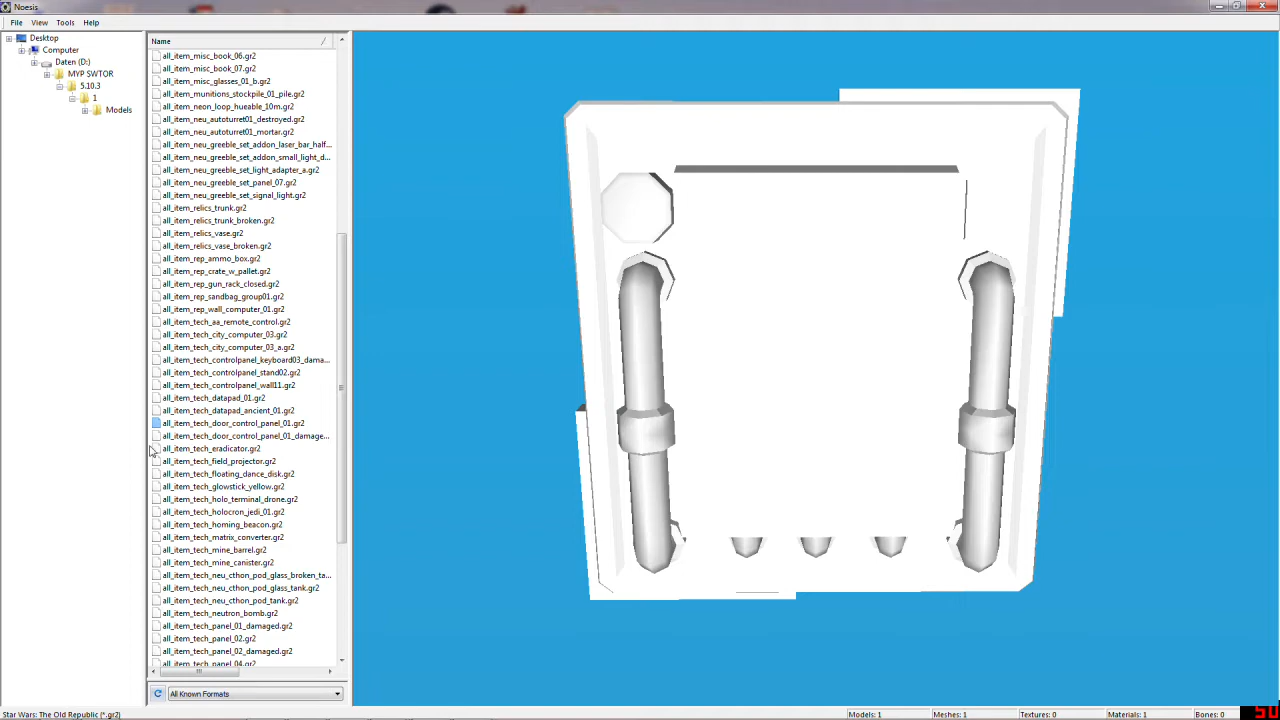 Noesis
File View Tools Help
Desktop
Computer
Daten (D:)
MYP SWTOR
5.10.3
1
Models
Name
all_item_misc_book_06.gr2
all_item_misc_book_07.gr2
all_item_misc_glasses_01_b.gr2
all_item_munitions_stockpile_01_pile.gr2
all_item_neon_loop_hueable_10m.gr2
all_item_neu_autoturret01_destroyed.gr2
all_item_neu_autoturret01_mortar.gr2
all_item_neu_greeble_set_addon_laser_bar_half...
all_item_neu_greeble_set_addon_small_light_d...
all_item_neu_greeble_set_light_adapter_a.gr2
all_item_neu_greeble_set_panel_07.gr2
all_item_neu_greeble_set_signal_light.gr2
all_item_relics_trunk.gr2
all_item_relics_trunk_broken.gr2
all_item_relics_vase.gr2
all_item_relics_vase_broken.gr2
all_item_rep_ammo_box.gr2
all_item_rep_crate_w_pallet.gr2
all_item_rep_gun_rack_closed.gr2
all_item_rep_sandbag_group01.gr2
all_item_rep_wall_computer_01.gr2
all_item_tech_aa_remote_control.gr2
all_item_tech_city_computer_03.gr2
all_item_tech_city_computer_03_a.gr2
all_item_tech_controlpanel_keyboard03_dama...
all_item_tech_controlpanel_stand02.gr2
all_item_tech_controlpanel_wall11.gr2
all_item_tech_datapad_01.gr2
all_item_tech_datapad_ancient_01.gr2
all_item_tech_door_control_panel_01.gr2
all_item_tech_door_control_panel_01_damage...
all_item_tech_eradicator.gr2
all_item_tech_field_projector.gr2
all_item_tech_floating_dance_disk.gr2
all_item_tech_glowstick_yellow.gr2
all_item_tech_holo_terminal_drone.gr2
all_item_tech_holocron_jedi_01.gr2
all_item_tech_homing_beacon.gr2
all_item_tech_matrix_converter.gr2
all_item_tech_mine_barrel.gr2
all_item_tech_mine_canister.gr2
all_item_tech_neu_cthon_pod_glass_broken_ta...
all_item_tech_neu_cthon_pod_glass_tank.gr2
all_item_tech_neu_cthon_pod_tank.gr2
all_item_tech_neutron_bomb.gr2
all_item_tech_panel_01_damaged.gr2
all_item_tech_panel_02.gr2
all_item_tech_panel_02_damaged.gr2
all_item_tech_panel_04.gr2
All Known Formats
Star Wars: The Old Republic (*.gr2) Models: 1 Meshes: 1 Textures: 0 Materials: 1 Bones: 0 50